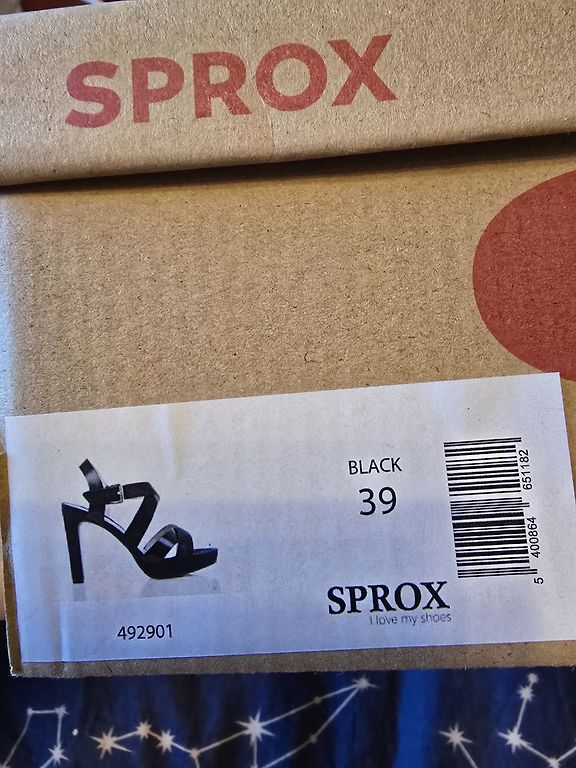 SPROX
BLACK
39
SPROX
I love my shoes
492901
5 400864 651182